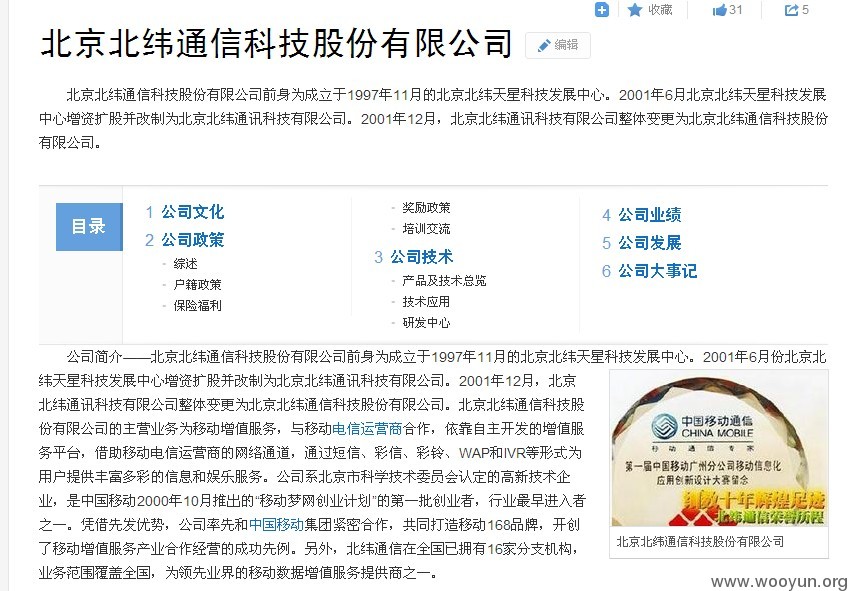 收藏
31
5
北京北纬通信科技股份有限公司
编辑
北京北纬通信科技股份有限公司前身为成立于1997年11月的北京北纬天星科技发展中心。2001年6月北京北纬天星科技发展
中心增资扩股并改制为北京北纬通讯科技有限公司。2001年12月，北京北纬通讯科技有限公司整体变更为北京北纬通信科技股份
有限公司。
目录
1 公司文化
2 公司政策
- 综述
- 户籍政策
- 保险福利
- 奖励政策
- 培训交流
3 公司技术
- 产品及技术总览
- 技术应用
- 研发中心
4 公司业绩
5 公司发展
6 公司大事记
公司简介——北京北纬通信科技股份有限公司前身为成立于1997年11月的北京北纬天星科技发展中心。2001年6月份北京北
纬天星科技发展中心增资扩股并改制为北京北纬通讯科技有限公司。2001年12月，北京
北纬通讯科技有限公司整体变更为北京北纬通信科技股份有限公司。北京北纬通信科技股
份有限公司的主营业务为移动增值服务，与移动电信运营商合作，依靠自主开发的增值服
务平台，借助移动电信运营商的网络通道，通过短信、彩信、彩铃、WAP和IVR等形式为
用户提供丰富多彩的信息和娱乐服务。公司系北京市科学技术委员会认定的高新技术企
业，是中国移动2000年10月推出的“移动梦网创业计划”的第一批创业者，行业最早进入者
之一。凭借先发优势，公司率先和中国移动集团紧密合作，共同打造移动168品牌，开创
了移动增值服务产业合作经营的成功先例。另外，北纬通信在全国已拥有16家分支机构，
业务范围覆盖全国，为领先业界的移动数据增值服务提供商之一。
中国移动通信
CHINA MOBILE
移动通信专家
第一届中国移动广州分公司移动信息化
应用创新设计大赛留念
细数十年辉煌足迹
北纬通信荣誉历程
北京北纬通信科技股份有限公司
www.wooyun.org